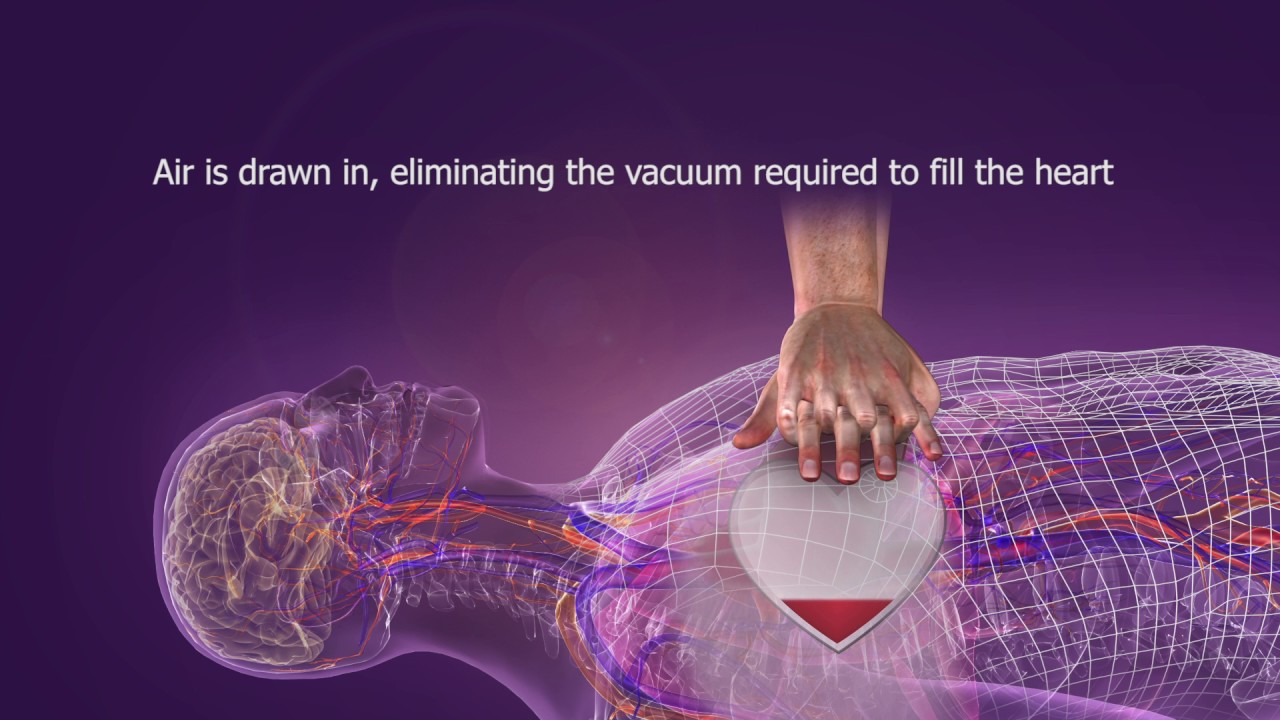 Air is drawn in, eliminating the vacuum required to fill the heart